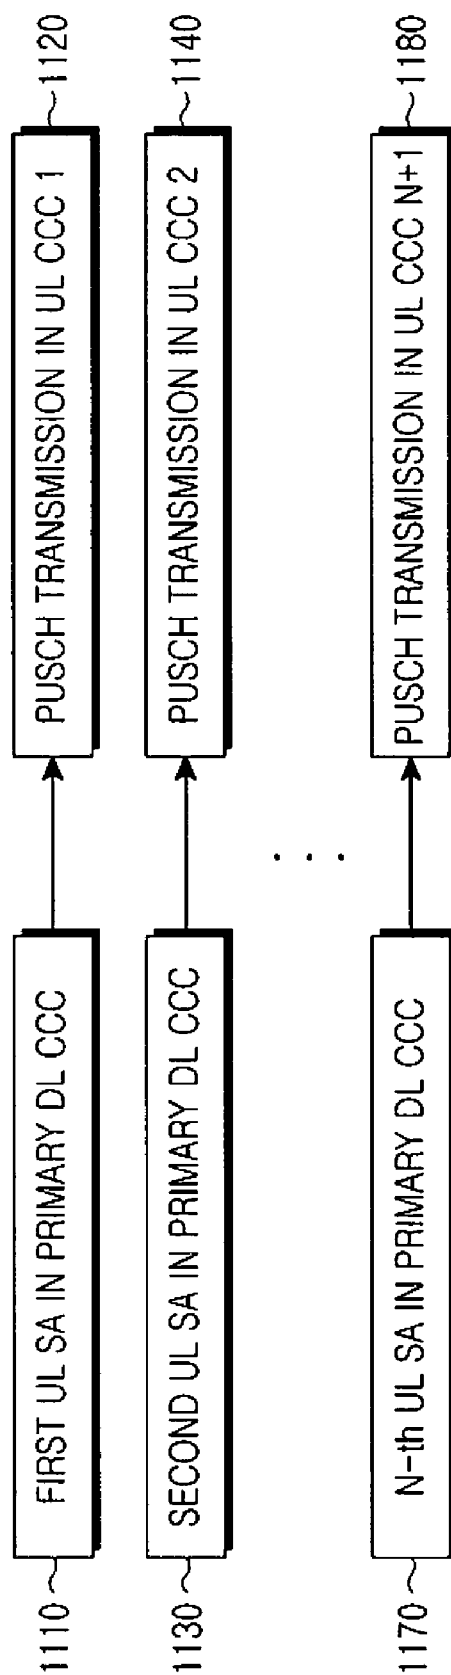 1110
FIRST UL SA IN PRIMARY DL CCC
PUSCH TRANSMISSION IN UL CCC 1
1120
1130
SECOND UL SA IN PRIMARY DL CCC
PUSCH TRANSMISSION IN UL CCC 2
1140
. . .
1170
N-th UL SA IN PRIMARY DL CCC
PUSCH TRANSMISSION IN UL CCC N+1
1180